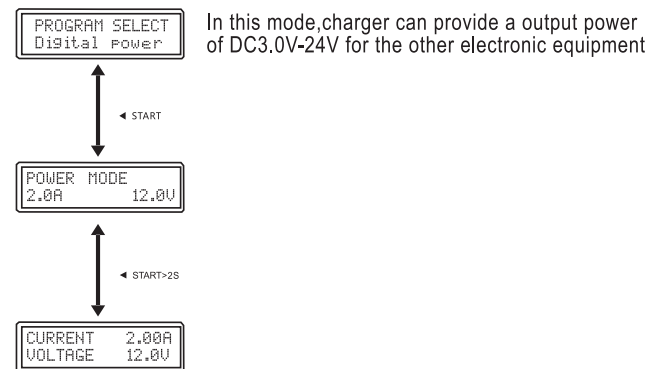 PROGRAM SELECT
Digital power
In this mode,charger can provide a output power
of DC3.0V-24V for the other electronic equipment
◄ START
POWER MODE
2.0A 12.0V
◄ START>2S
CURRENT 2.00A
VOLTAGE 12.0V